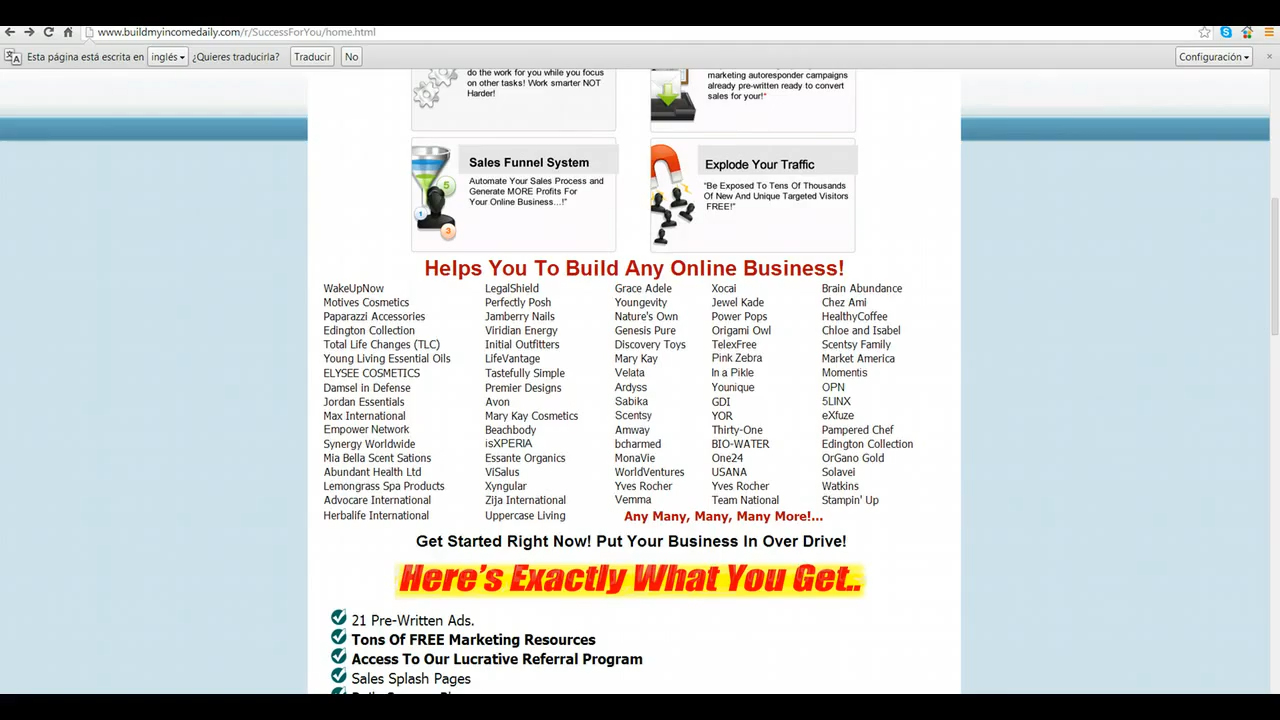 www.buildmyincomedaily.com/r/SuccessForYou/home.html
Esta página está escrita en inglés ¿Quieres traducirla? Traducir No Configuración
do the work for you while you focus
on other tasks! Work smarter NOT
Harder!
marketing autoresponder campaigns
already pre-written ready to convert
sales for your!*
Sales Funnel System
Automate Your Sales Process and
Generate MORE Profits For
Your Online Business...!"
5
1
3
Explode Your Traffic
"Be Exposed To Tens Of Thousands
Of New And Unique Targeted Visitors
FREE!"
Helps You To Build Any Online Business!
WakeUpNow LegalShield Grace Adele Xocai Brain Abundance
Motives Cosmetics Perfectly Posh Youngevity Jewel Kade Chez Ami
Paparazzi Accessories Jamberry Nails Nature's Own Power Pops HealthyCoffee
Edington Collection Viridian Energy Genesis Pure Origami Owl Chloe and Isabel
Total Life Changes (TLC) Initial Outfitters Discovery Toys TelexFree Scentsy Family
Young Living Essential Oils LifeVantage Mary Kay Pink Zebra Market America
ELYSEE COSMETICS Tastefully Simple Velata In a Pikle Momentis
Damsel in Defense Premier Designs Ardyss Younique OPN
Jordan Essentials Avon Sabika GDI 5LINX
Max International Mary Kay Cosmetics Scentsy YOR eXfuze
Empower Network Beachbody Amway Thirty-One Pampered Chef
Synergy Worldwide isXPERIA bcharmed BIO-WATER Edington Collection
Mia Bella Scent Sations Essante Organics MonaVie One24 OrGano Gold
Abundant Health Ltd ViSalus WorldVentures USANA Solavei
Lemongrass Spa Products Xyngular Yves Rocher Yves Rocher Watkins
Advocare International Zija International Vemma Team National Stampin' Up
Herbalife International Uppercase Living Any Many, Many, Many More!...
Get Started Right Now! Put Your Business In Over Drive!
Here's Exactly What You Get..
21 Pre-Written Ads.
Tons Of FREE Marketing Resources
Access To Our Lucrative Referral Program
Sales Splash Pages